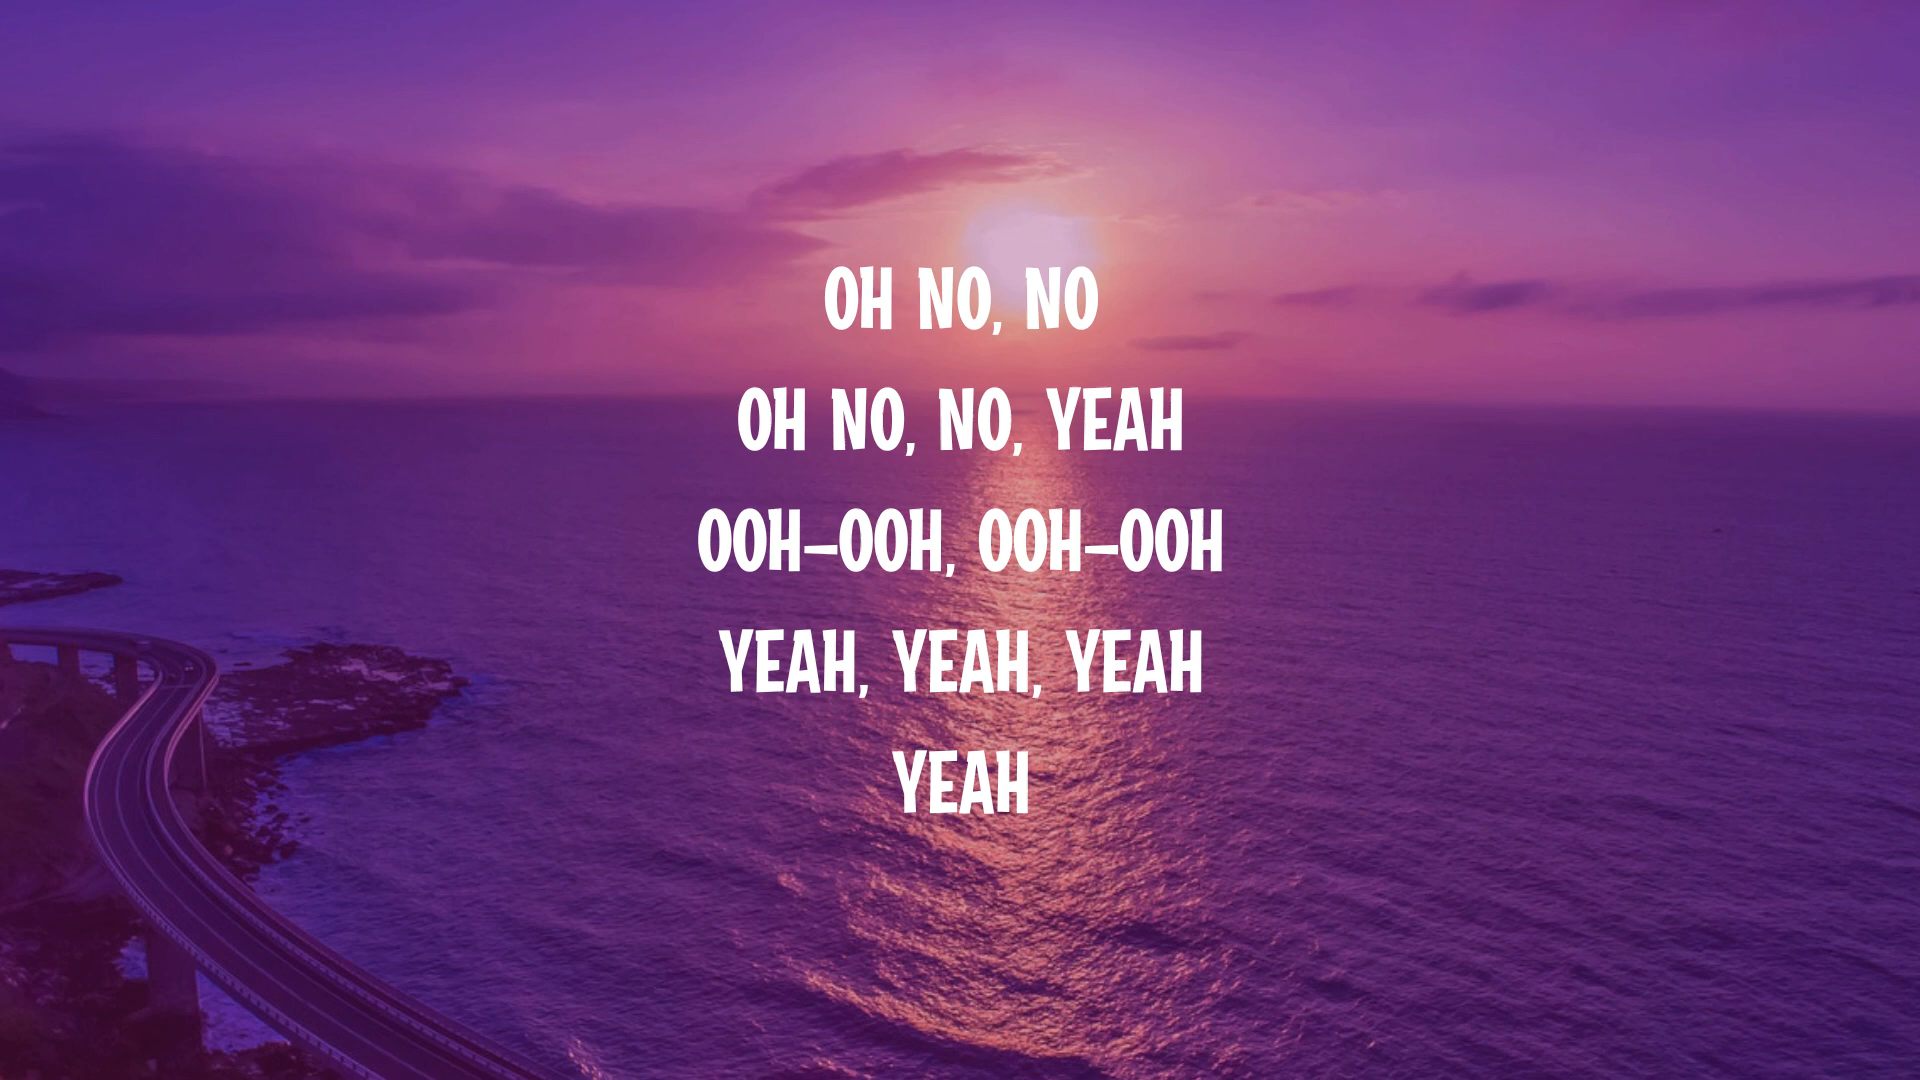 OH NO, NO
OH NO, NO, YEAH
OOH-OOH, OOH-OOH
YEAH, YEAH, YEAH
YEAH